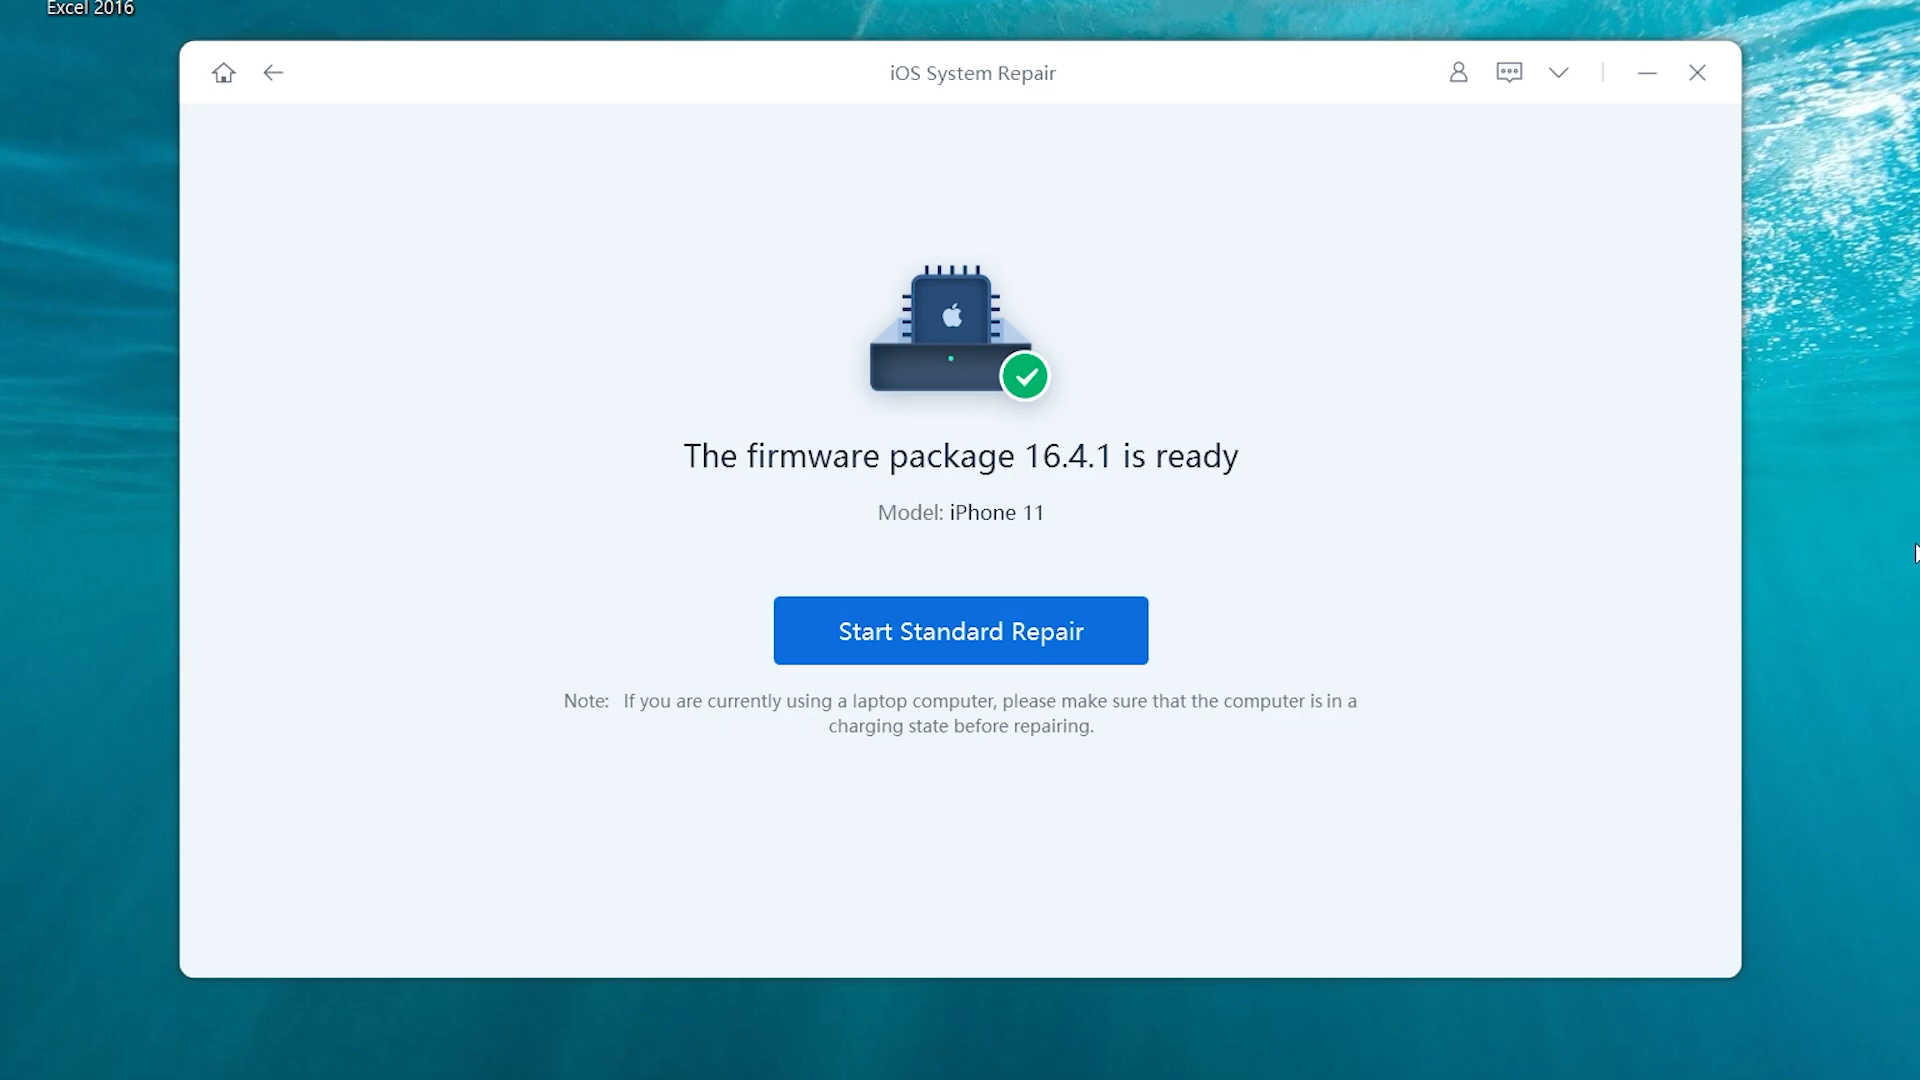 Excel 2016
iOS System Repair
The firmware package 16.4.1 is ready
Model: iPhone 11
Start Standard Repair
Note: If you are currently using a laptop computer, please make sure that the computer is in a
charging state before repairing.